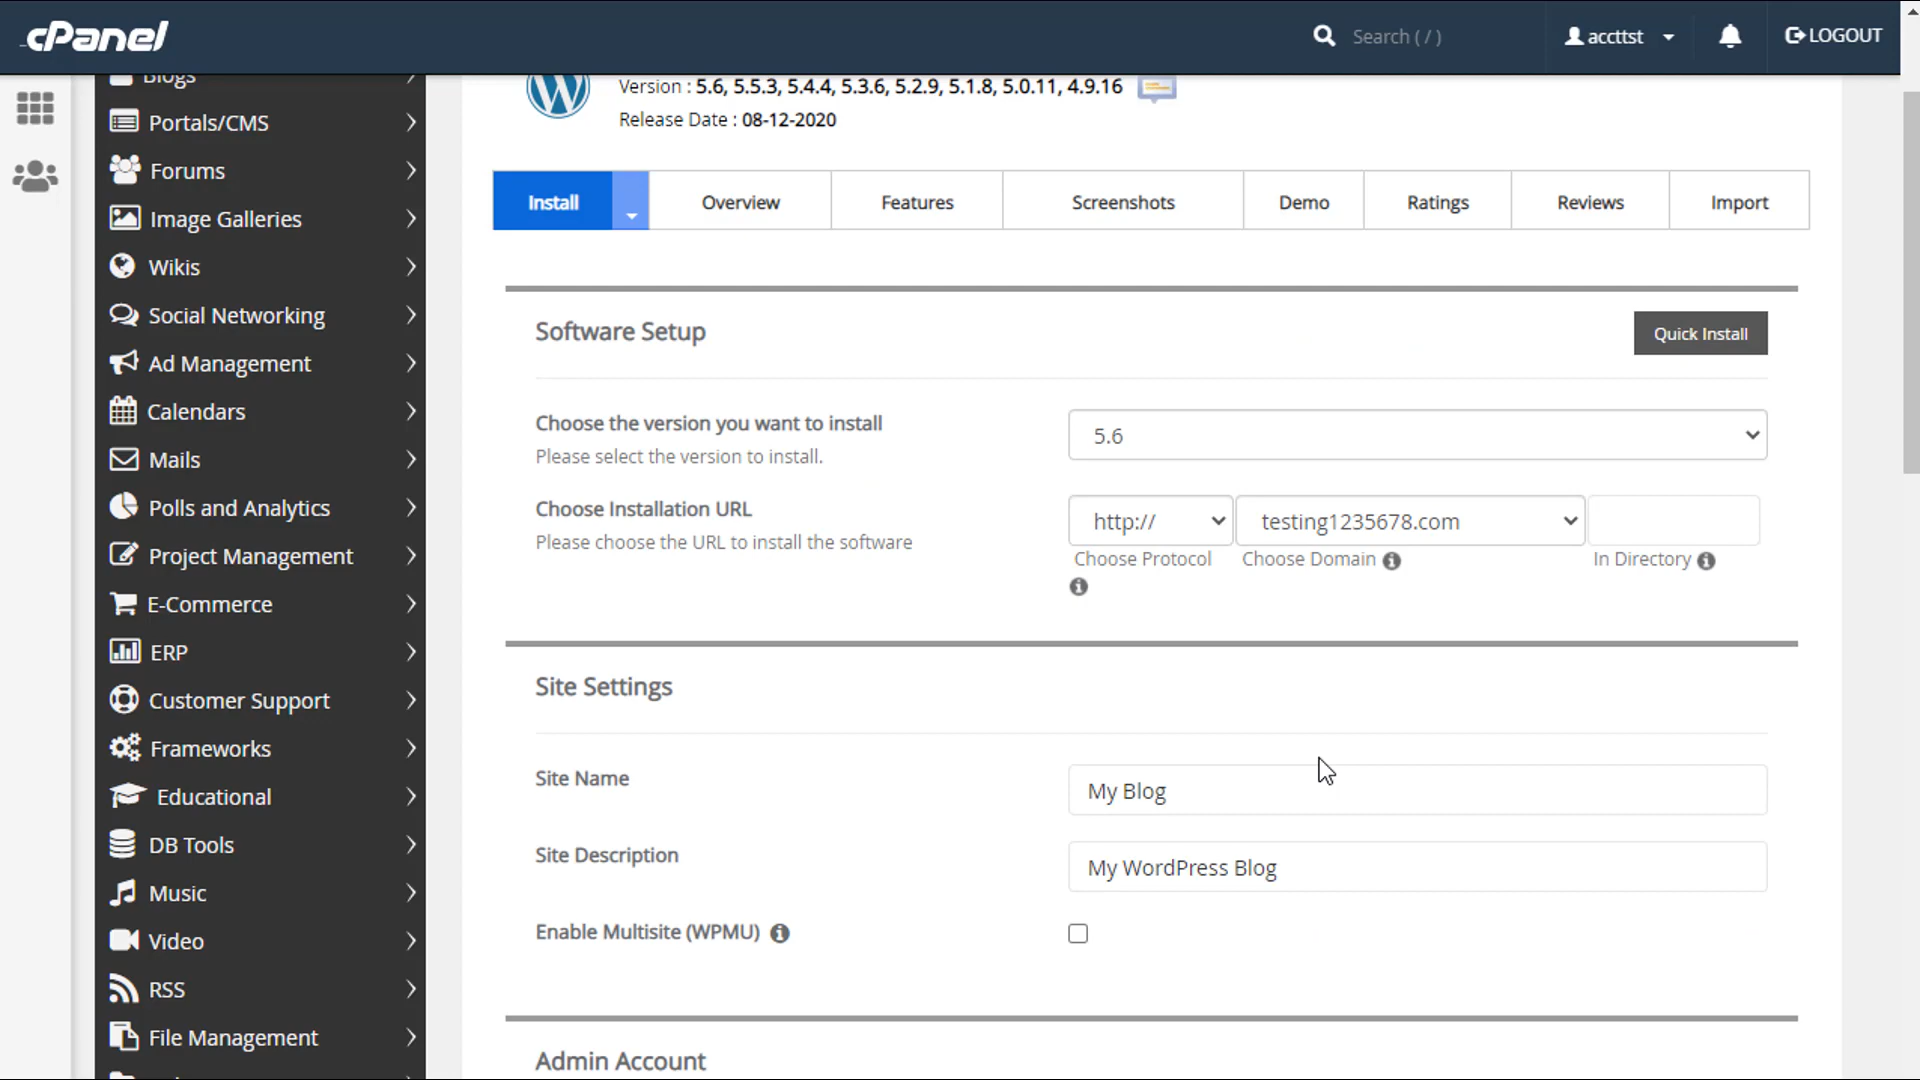 cPanel
Search ( / )
accttst
LOGOUT
Blogs
Portals/CMS
Forums
Image Galleries
Wikis
Social Networking
Ad Management
Calendars
Mails
Polls and Analytics
Project Management
E-Commerce
ERP
Customer Support
Frameworks
Educational
DB Tools
Music
Video
RSS
File Management
Version : 5.6, 5.5.3, 5.4.4, 5.3.6, 5.2.9, 5.1.8, 5.0.11, 4.9.16
Release Date : 08-12-2020
Install
Overview
Features
Screenshots
Demo
Ratings
Reviews
Import
Software Setup
Quick Install
Choose the version you want to install
Please select the version to install.
5.6
Choose Installation URL
Please choose the URL to install the software
http://
testing1235678.com
Choose Protocol
Choose Domain
In Directory
Site Settings
Site Name
My Blog
Site Description
My WordPress Blog
Enable Multisite (WPMU)
Admin Account